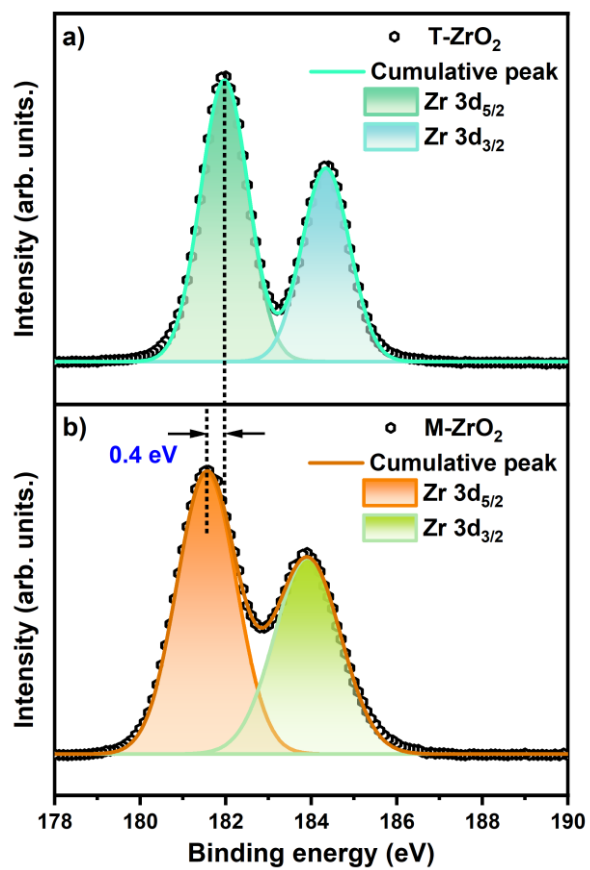 a)
T-ZrO₂
Cumulative peak
Zr 3d₅/₂
Zr 3d₃/₂
Intensity (arb. units.)
b)
0.4 eV
M-ZrO₂
Cumulative peak
Zr 3d₅/₂
Zr 3d₃/₂
Intensity (arb. units.)
178 180 182 184 186 188 190
Binding energy (eV)